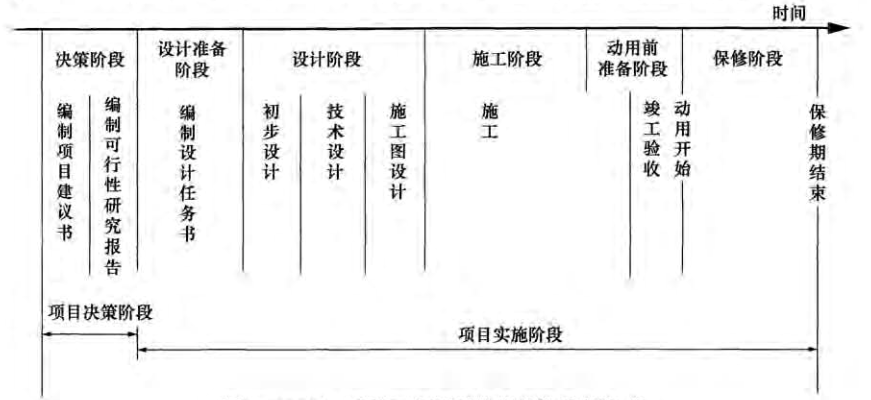 时间
决策阶段
设计准备
阶段
设计阶段
施工阶段
动用前
准备阶段
保修阶段
编制项目建议书
编制可行性研究报告
编制设计任务书
初步设计
技术设计
施工图设计
施工
竣工验收
动用开始
保修期结束
项目决策阶段
项目实施阶段